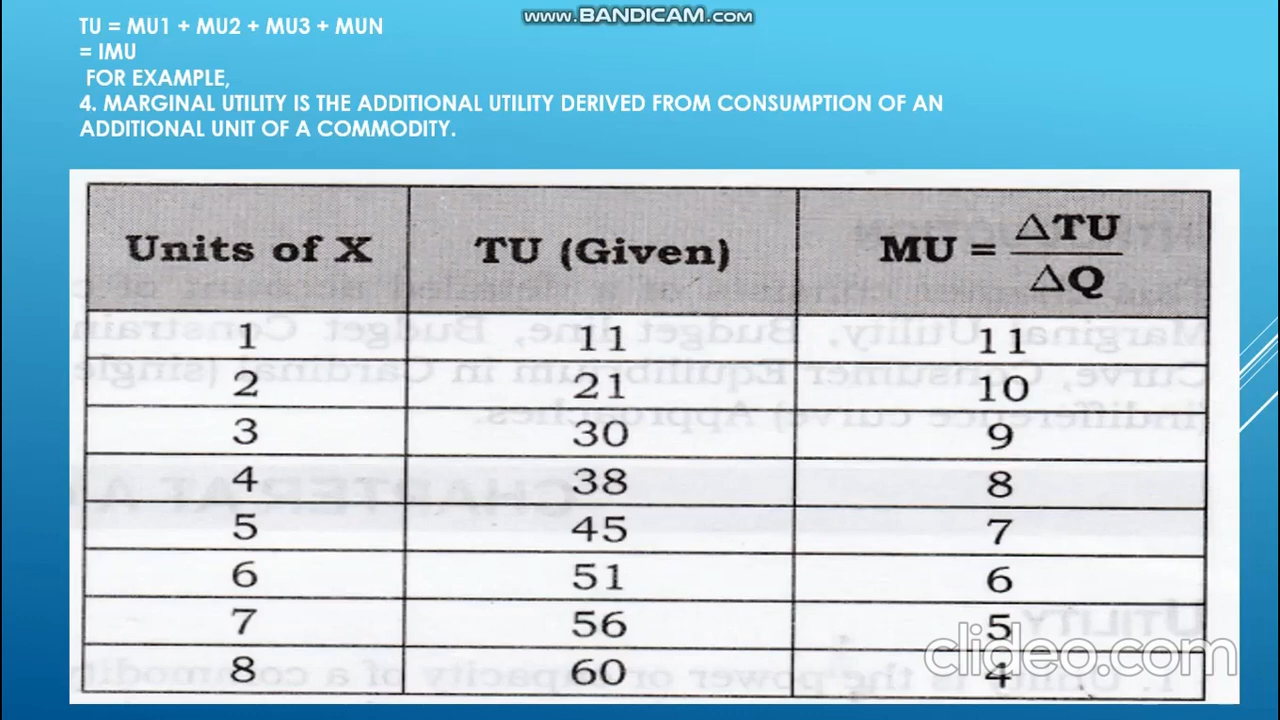 www.BANDICAM.com
TU = MU1 + MU2 + MU3 + MUN
= IMU
FOR EXAMPLE,
4. MARGINAL UTILITY IS THE ADDITIONAL UTILITY DERIVED FROM CONSUMPTION OF AN
ADDITIONAL UNIT OF A COMMODITY.
Units of X TU (Given) MU = △TU / △Q
1 11 11
2 21 10
3 30 9
4 38 8
5 45 7
6 51 6
7 56 5
8 60 4
clideo.com